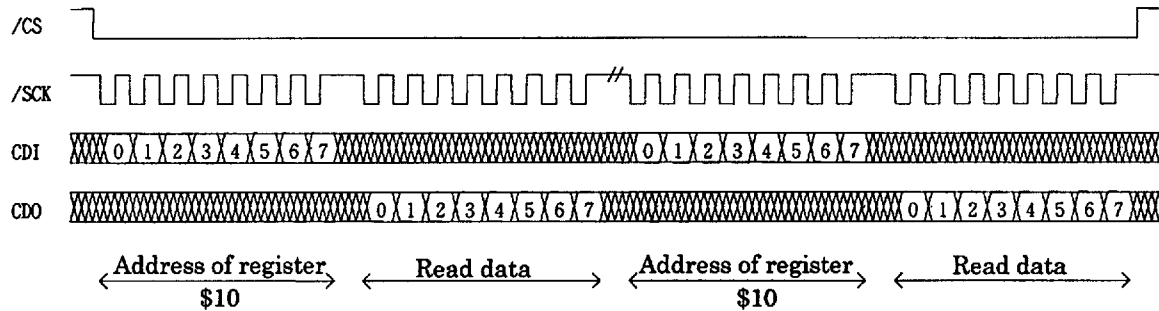 /CS
/SCK
CDI 0 1 2 3 4 5 6 7 0 1 2 3 4 5 6 7
CDO 0 1 2 3 4 5 6 7 0 1 2 3 4 5 6 7
Address of register Read data Address of register Read data
$10 $10